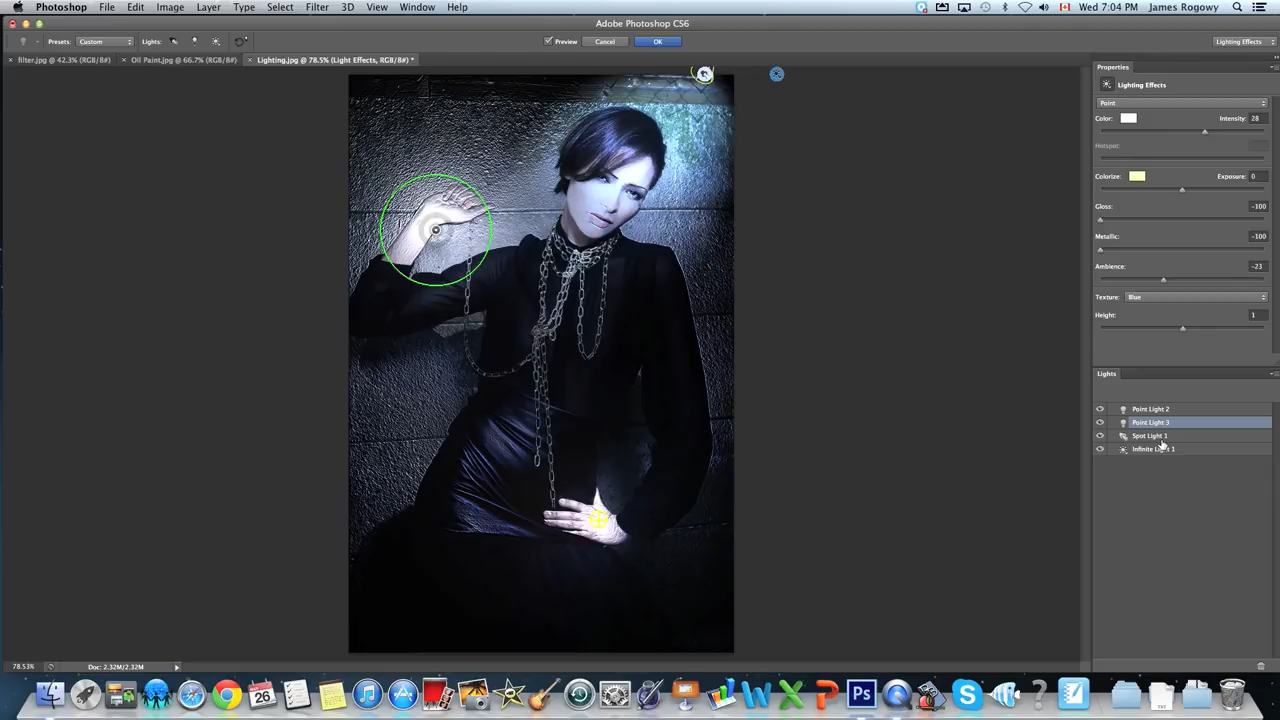 Photoshop File Edit Image Layer Type Select Filter 3D View Window Help Wed 7:04 PM James Rogowy
Adobe Photoshop CS6
Presets: Custom Lights: Preview Cancel OK Lighting Effects
filter.jpg @ 42.3% (RGB/8#) Oil Paint.jpg @ 66.7% (RGB/8#) Lighting.jpg @ 78.5% (Light Effects, RGB/8#) *
Properties
Lighting Effects
Point
Color: Intensity: 28
Hotspot:
Colorize: Exposure: 0
Gloss: -100
Metallic: -100
Ambience: -23
Texture: Blue
Height: 1
Lights
Point Light 2
Point Light 3
Spot Light 1
Infinite Light 1
78.53% Doc: 2.32M/2.32M
26